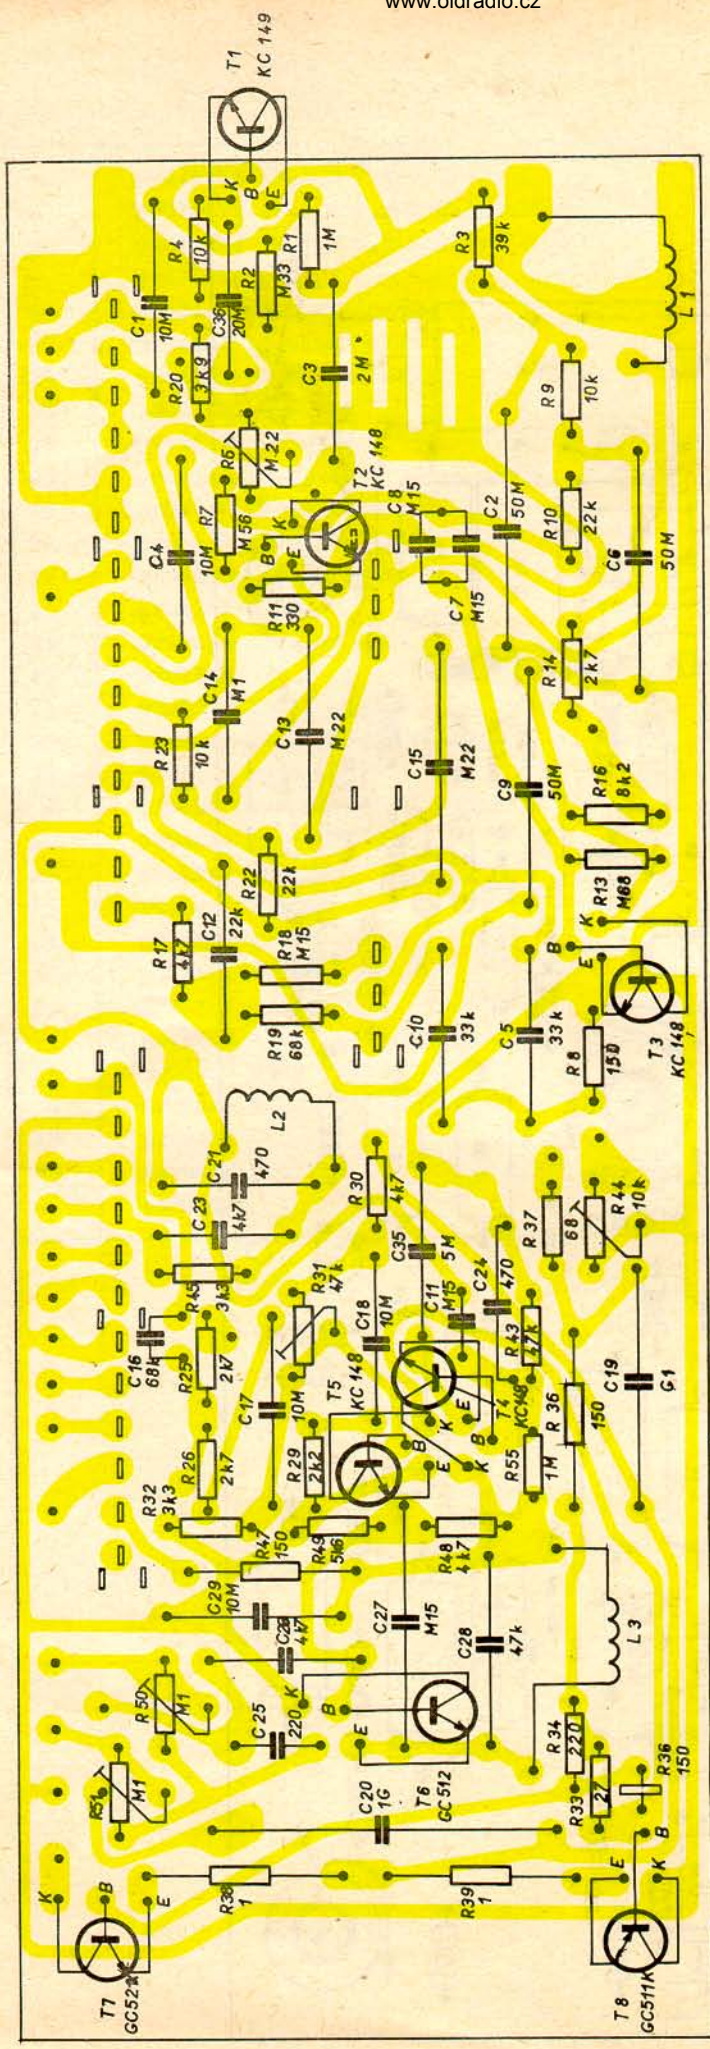 www.oldradio.cz
T1
KC 149
K
B
E
R4
10k
C1
10M
C36
20M
R2
M33
R1
1M
R3
39k
L1
R20
3k9
C3
2M
R9
10k
M22
T2
KC 148
R7
M56
K
B
E
C8
M15
C2
50M
R10
22k
C4
10M
R11
330
C7
M15
C6
50M
C14
M1
C13
M22
R14
2k7
R23
10k
C15
M22
C9
50M
R16
8k2
R22
22k
R13
M68
R17
4k7
C12
22k
R18
M15
K
B
E
R19
68k
C10
33k
C5
33k
R8
150
T3
KC 148
L2
C21
470
C23
4k7
R30
4k7
R37
68
R44
10k
R45
3k3
R31
47k
C35
5M
C24
470
C18
10M
C11
M15
C16
68k
R25
2k7
C17
10M
T5
KC 148
R43
47k
C19
G1
T4
KC148
R36
150
R26
2k7
R29
2k2
B
E
K
E
B
K
R55
1M
R32
3k3
R47
150
R49
5k6
R48
4k7
C29
10M
C26
4k7
C27
M15
C28
47k
L3
R50
M1
C25
220
K
B
E
R34
220
R51
M1
C20
1G
T6
GC512
R33
27
R36
150
K
B
E
R38
1
R39
1
B
E
K
T7
T8
GC511K